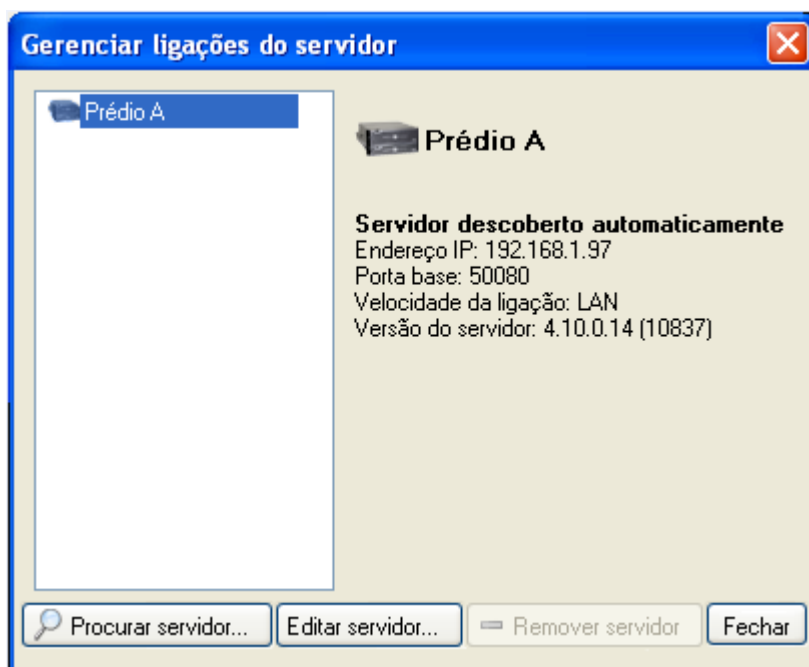 Gerenciar ligações do servidor
Prédio A
Prédio A
Servidor descoberto automaticamente
Endereço IP: 192.168.1.97
Porta base: 50080
Velocidade da ligação: LAN
Versão do servidor: 4.10.0.14 (10837)
Procurar servidor... Editar servidor... Remover servidor Fechar